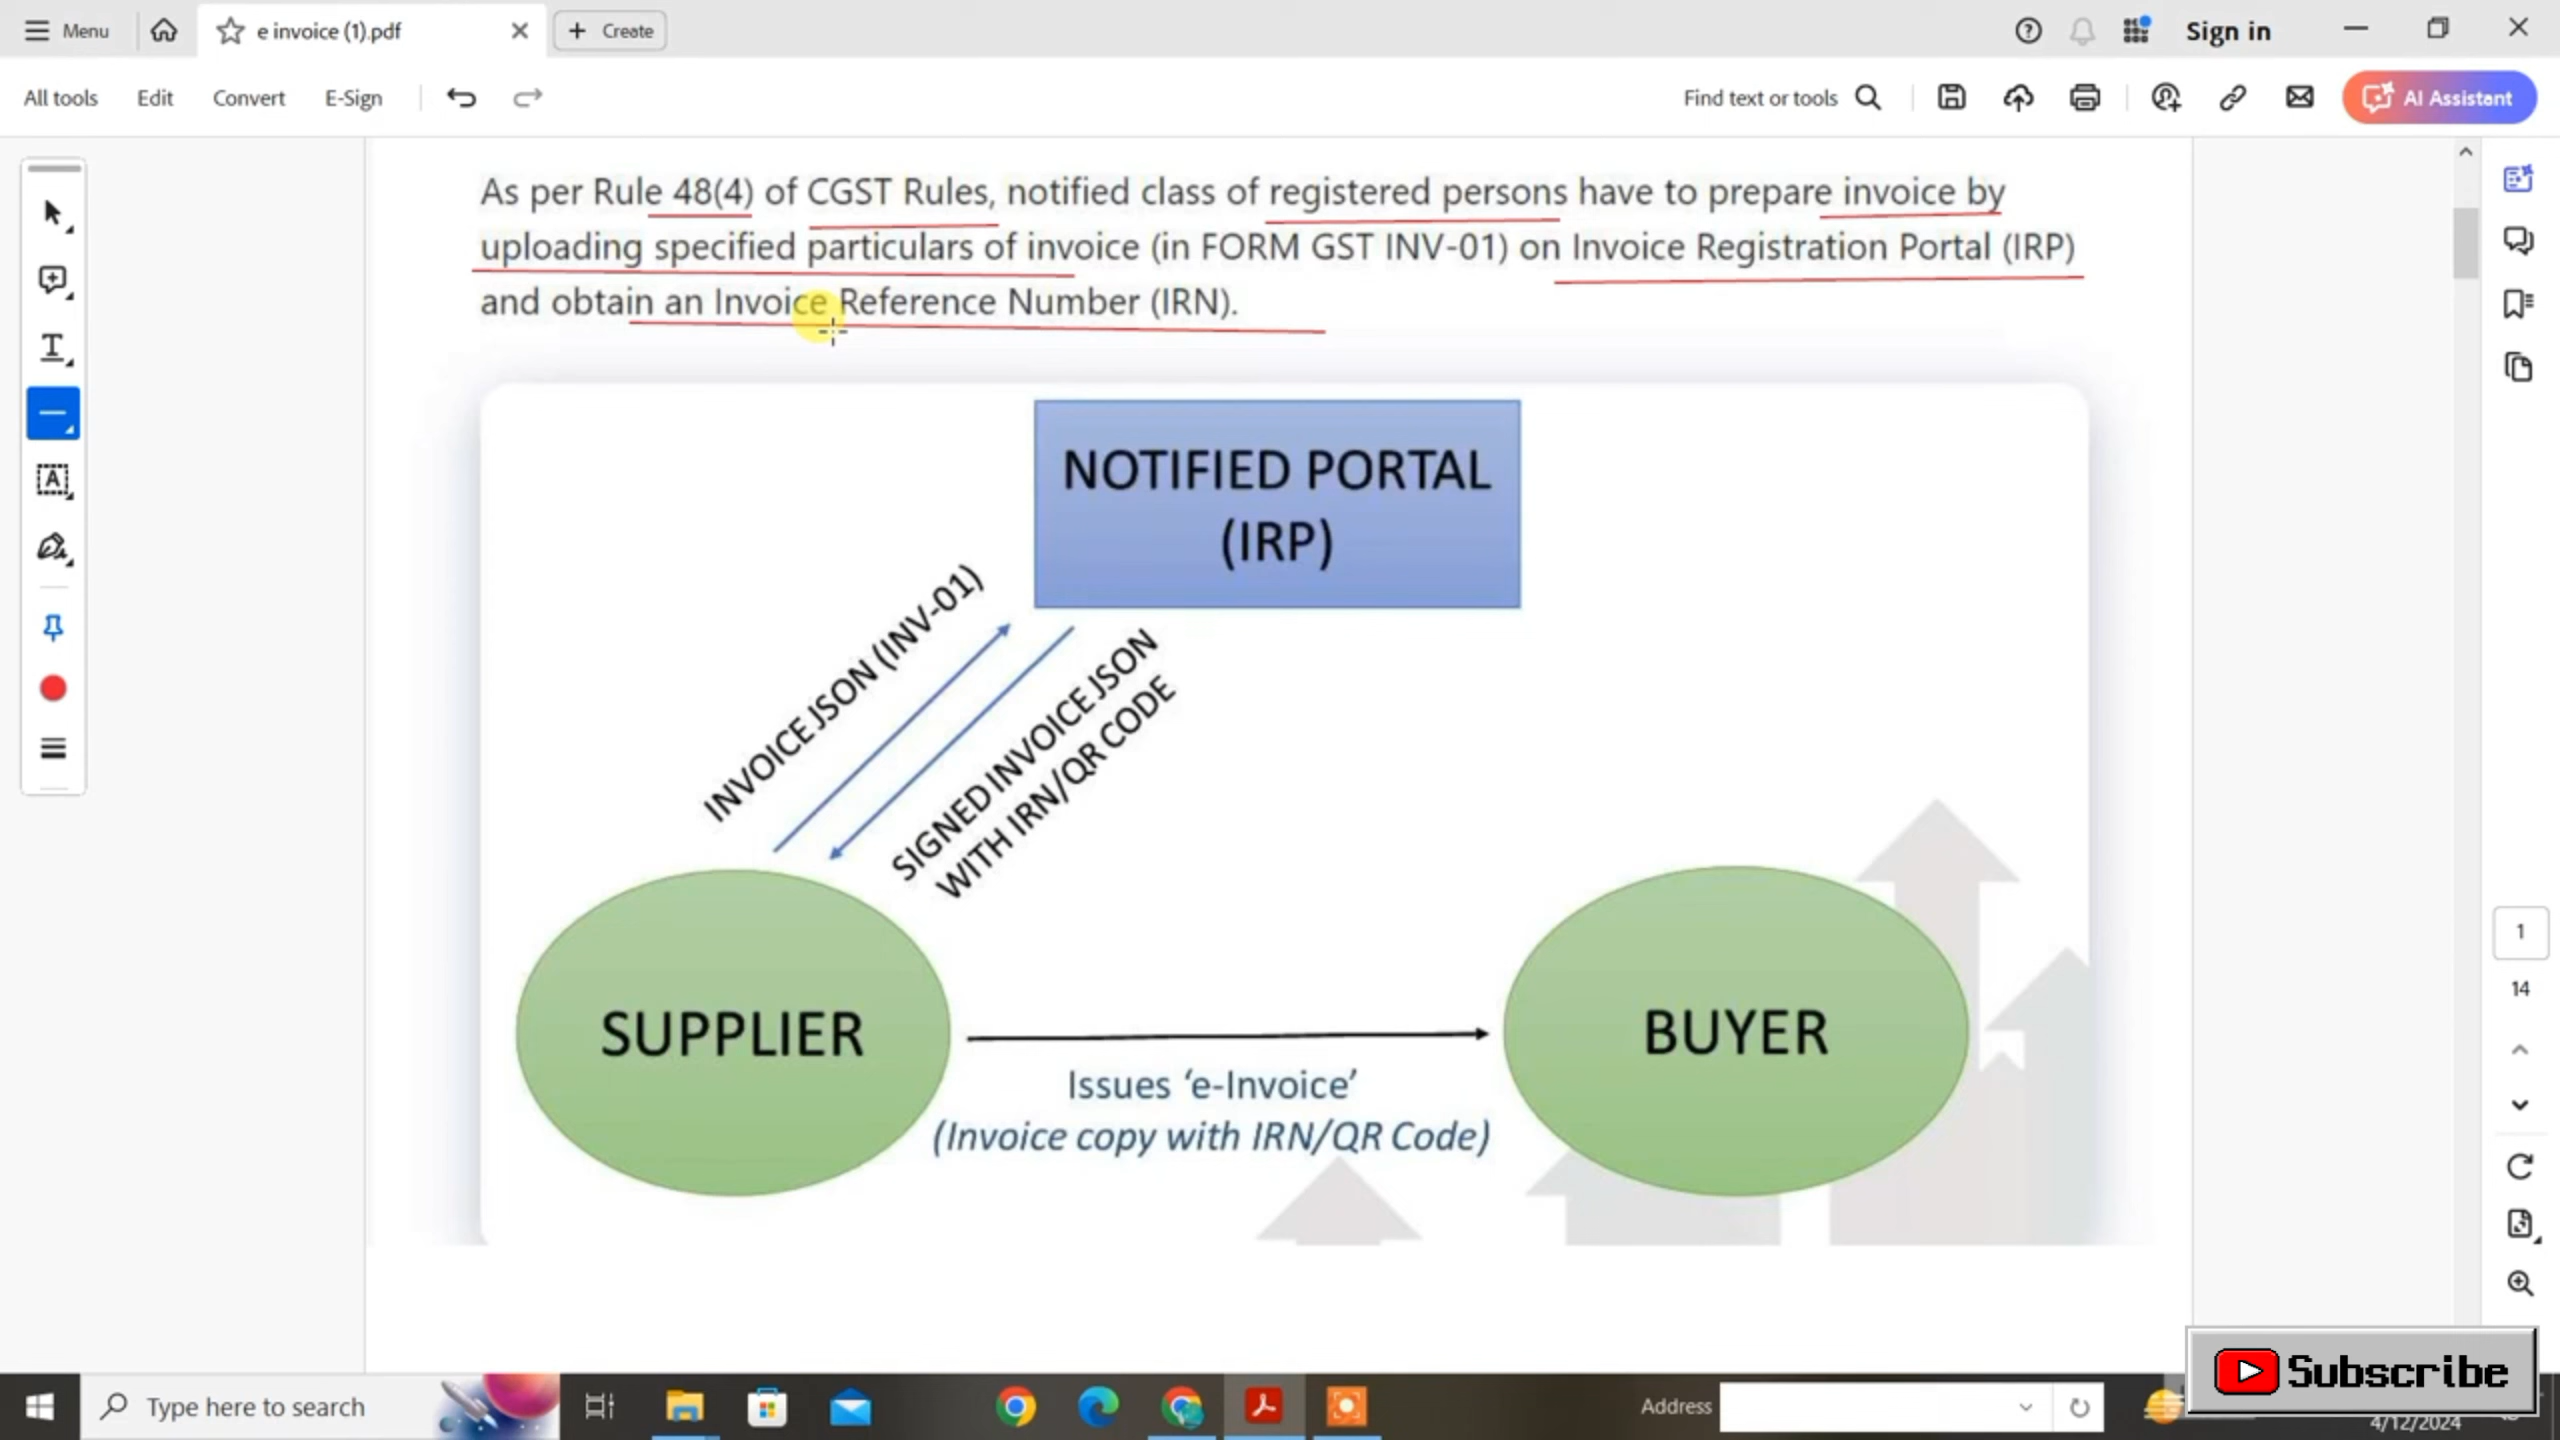 Menu
e invoice (1).pdf
Create
Sign in
All tools
Edit
Convert
E-Sign
Find text or tools
AI Assistant
As per Rule 48(4) of CGST Rules, notified class of registered persons have to prepare invoice by
uploading specified particulars of invoice (in FORM GST INV-01) on Invoice Registration Portal (IRP)
and obtain an Invoice Reference Number (IRN).
NOTIFIED PORTAL
(IRP)
INVOICE JSON (INV-01)
SIGNED INVOICE JSON
WITH IRN/QR CODE
SUPPLIER
BUYER
Issues ‘e-Invoice’
(Invoice copy with IRN/QR Code)
1
14
Subscribe
Type here to search
Address
4/12/2024